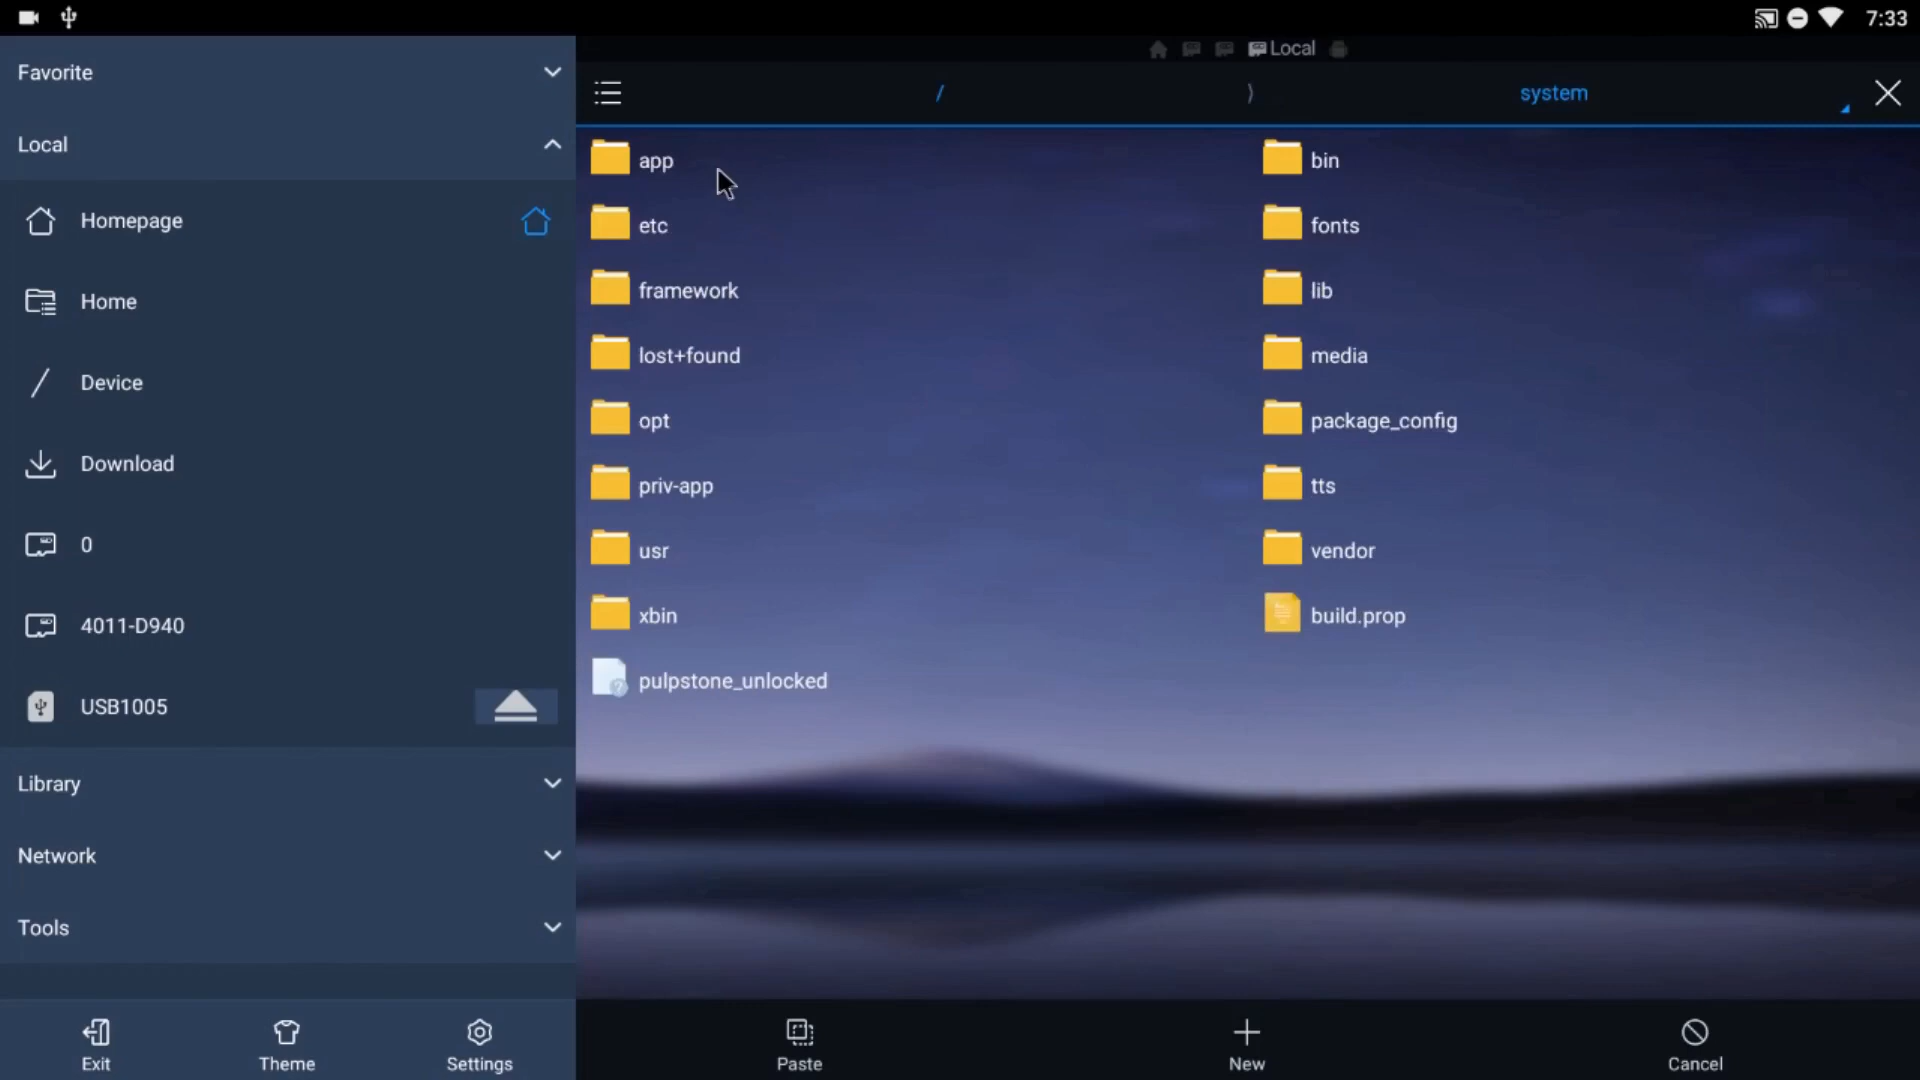 7:33
Favorite
Local
Homepage
Home
Device
Download
0
4011-D940
USB1005
Library
Network
Tools
Exit
Theme
Settings
Local
/
system
app
bin
etc
fonts
framework
lib
lost+found
media
opt
package_config
priv-app
tts
usr
vendor
xbin
build.prop
pulpstone_unlocked
Paste
New
Cancel